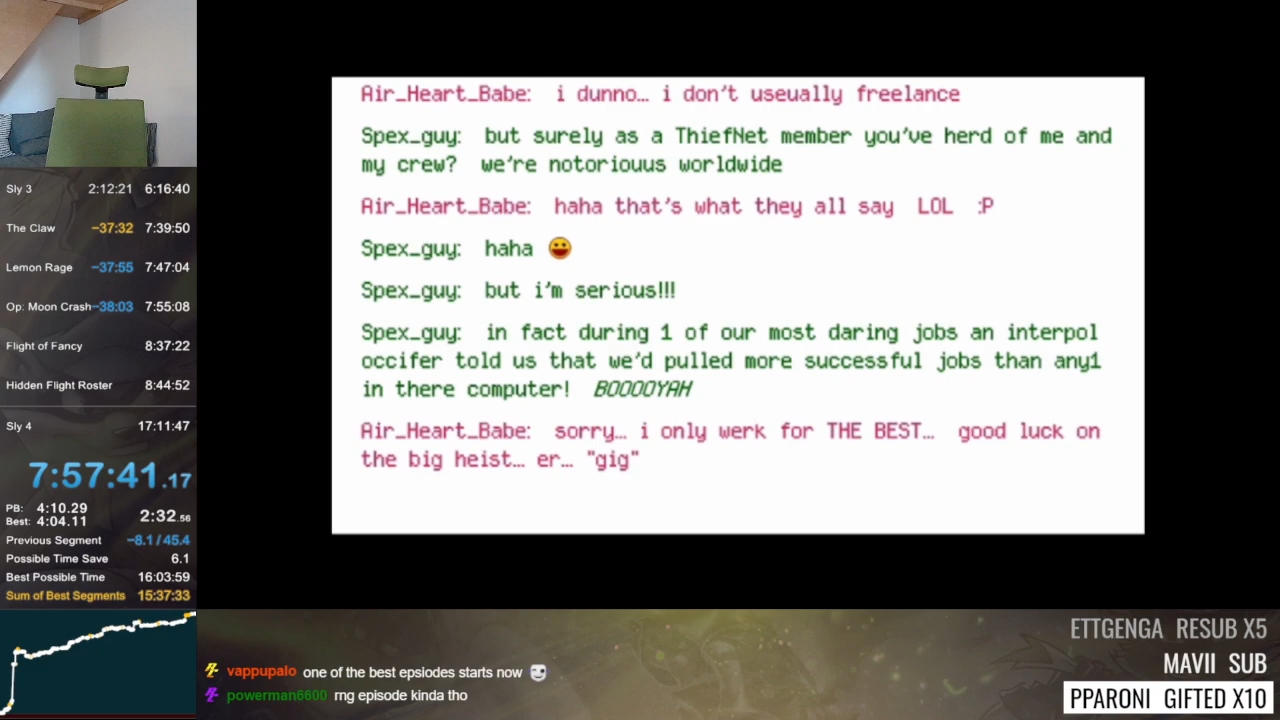 Air_Heart_Babe: i dunno... i don't useually freelance
Spex_guy: but surely as a ThiefNet member you've herd of me and
my crew? we're notoriouus worldwide
Air_Heart_Babe: haha that's what they all say LOL :P
Spex_guy: haha
Spex_guy: but i'm serious!!!
Spex_guy: in fact during 1 of our most daring jobs an interpol
occifer told us that we'd pulled more successful jobs than any1
in there computer! BOOOOYAH
Air_Heart_Babe: sorry... i only werk for THE BEST... good luck on
the big heist... er... "gig"
Sly 3 2:12:21 6:16:40
The Claw -37:32 7:39:50
Lemon Rage -37:55 7:47:04
Op: Moon Crash -38:03 7:55:08
Flight of Fancy 8:37:22
Hidden Flight Roster 8:44:52
Sly 4 17:11:47
7:57:41.17
PB: 4:10.29
Best: 4:04.11 2:32.56
Previous Segment -8.1 / 45.4
Possible Time Save 6.1
Best Possible Time 16:03:59
Sum of Best Segments 15:37:33
vappupalo one of the best epsiodes starts now
powerman6600 rng episode kinda tho
ETTGENGA RESUB X5
MAVII SUB
PPARONI GIFTED X10